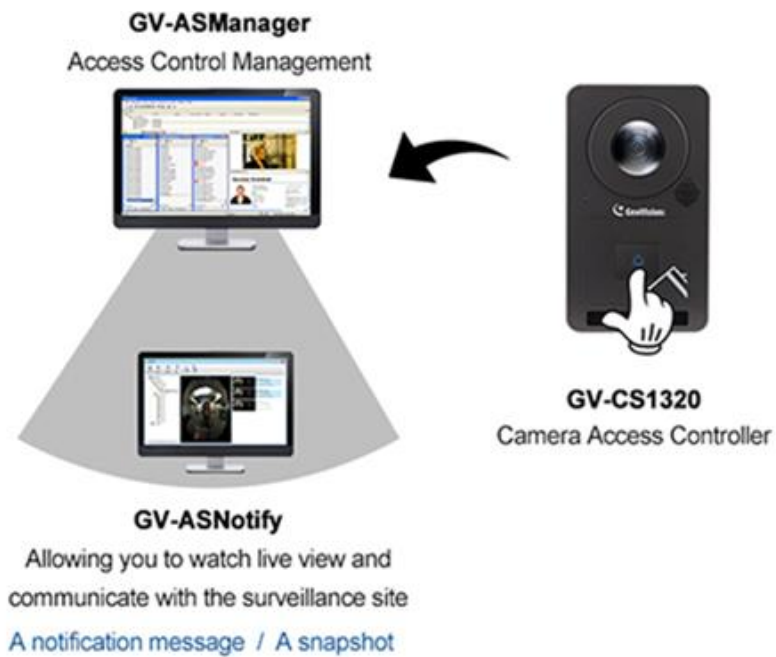 GV-ASManager
Access Control Management
GeoVision
GV-CS1320
Camera Access Controller
GV-ASNotify
Allowing you to watch live view and
communicate with the surveillance site
A notification message / A snapshot